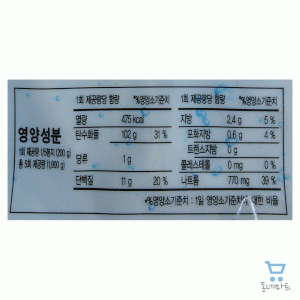 영양성분
1회 제공량 1/5봉지 (200 g)
총 5회 제공량 (1,000 g)
1회 제공량당 함량 *%영양소기준치
열량 475 kcal
탄수화물 102 g 31 %
당류 1 g
단백질 11 g 20 %
1회 제공량당 함량 *%영양소기준치
지방 2.4 g 5 %
포화지방 0.6 g 4 %
트랜스지방 0 g
콜레스테롤 0 mg 0 %
나트륨 770 mg 39 %
*%영양소기준치 : 1일 영양소기준치에 대한 비율